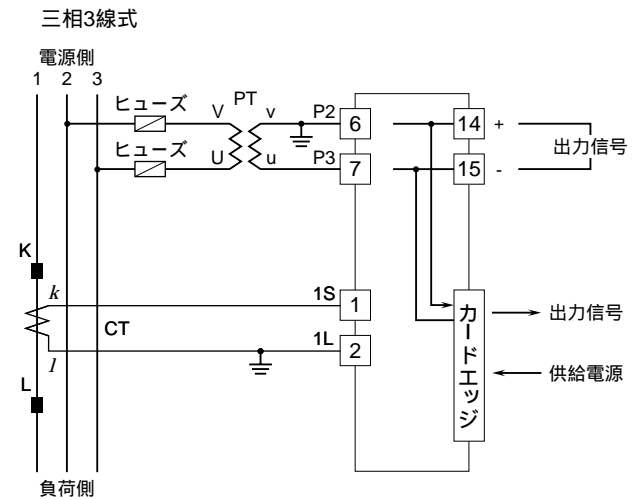 三相3線式
電源側
1 2 3
ヒューズ V PT v P2 6 14 +
出力信号
ヒューズ U u P3 7 15 -
K
k 1S 1
CT
l 1L 2
L
カードエッジ
出力信号
供給電源
負荷側